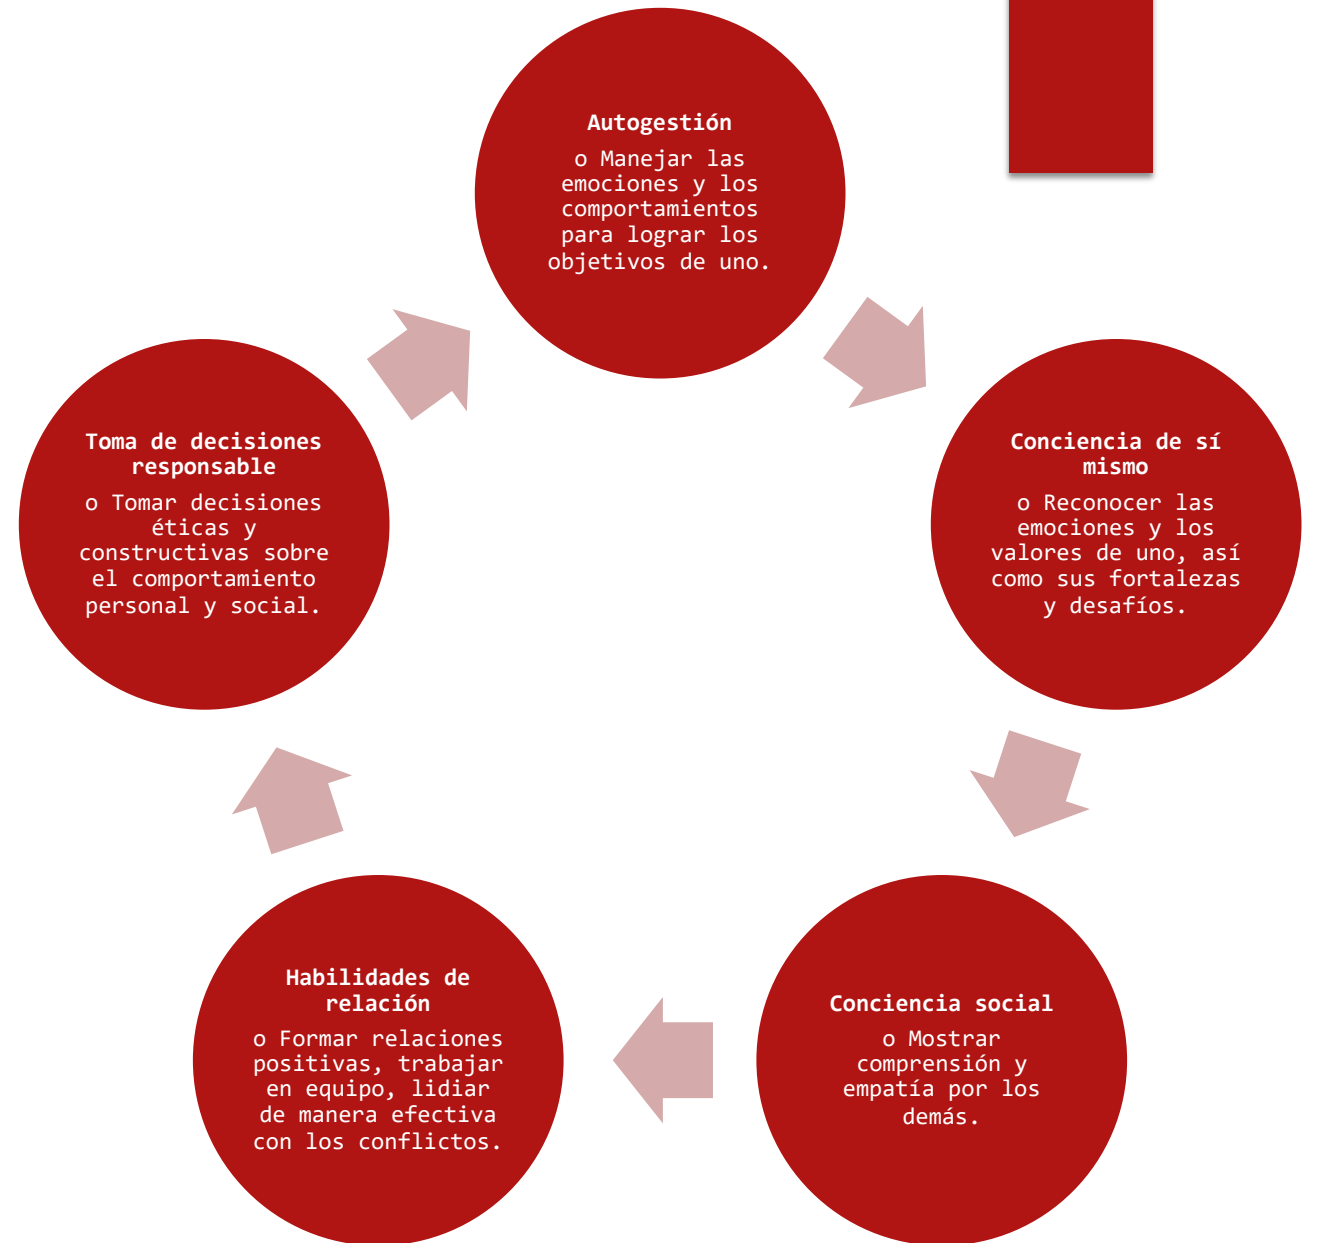 Autogestión
o Manejar las
emociones y los
comportamientos
para lograr los
objetivos de uno.
Conciencia de sí
mismo
o Reconocer las
emociones y los
valores de uno, así
como sus fortalezas
y desafíos.
Conciencia social
o Mostrar
comprensión y
empatía por los
demás.
Habilidades de
relación
o Formar relaciones
positivas, trabajar
en equipo, lidiar
de manera efectiva
con los conflictos.
Toma de decisiones
responsable
o Tomar decisiones
éticas y
constructivas sobre
el comportamiento
personal y social.